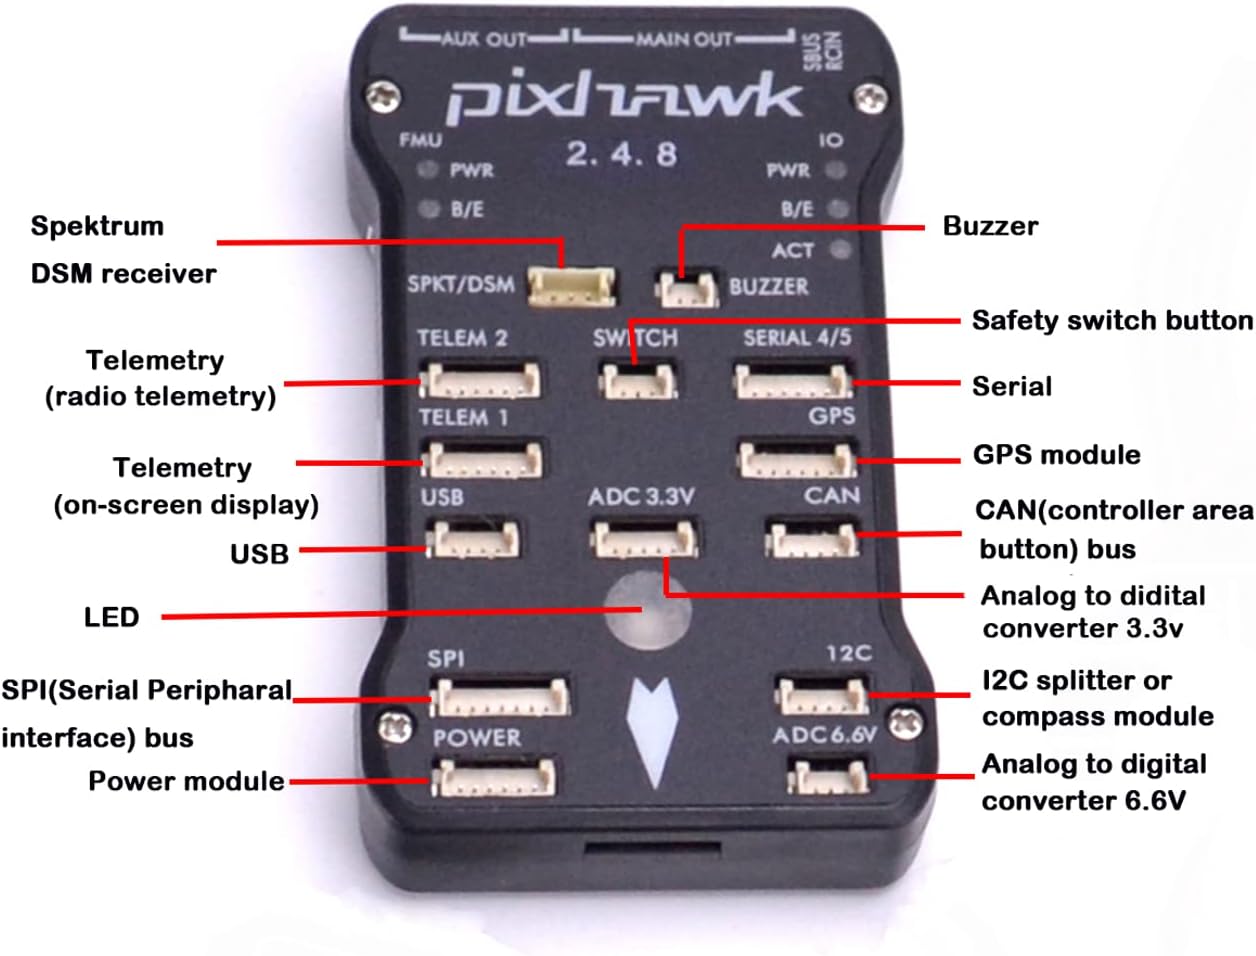 AUX OUT MAIN OUT
SBUS
RCIN
pixhawk
2. 4. 8
FMU
PWR
B/E
IO
PWR
B/E
ACT
SPKT/DSM
BUZZER
TELEM 2
SWITCH
SERIAL 4/5
TELEM 1
GPS
USB
ADC 3.3V
CAN
SPI
12C
POWER
ADC 6.6V
Spektrum
DSM receiver
Telemetry
(radio telemetry)
Telemetry
(on-screen display)
USB
LED
SPI(Serial Peripharal
interface) bus
Power module
Buzzer
Safety switch button
Serial
GPS module
CAN(controller area
button) bus
Analog to didital
converter 3.3v
I2C splitter or
compass module
Analog to digital
converter 6.6V